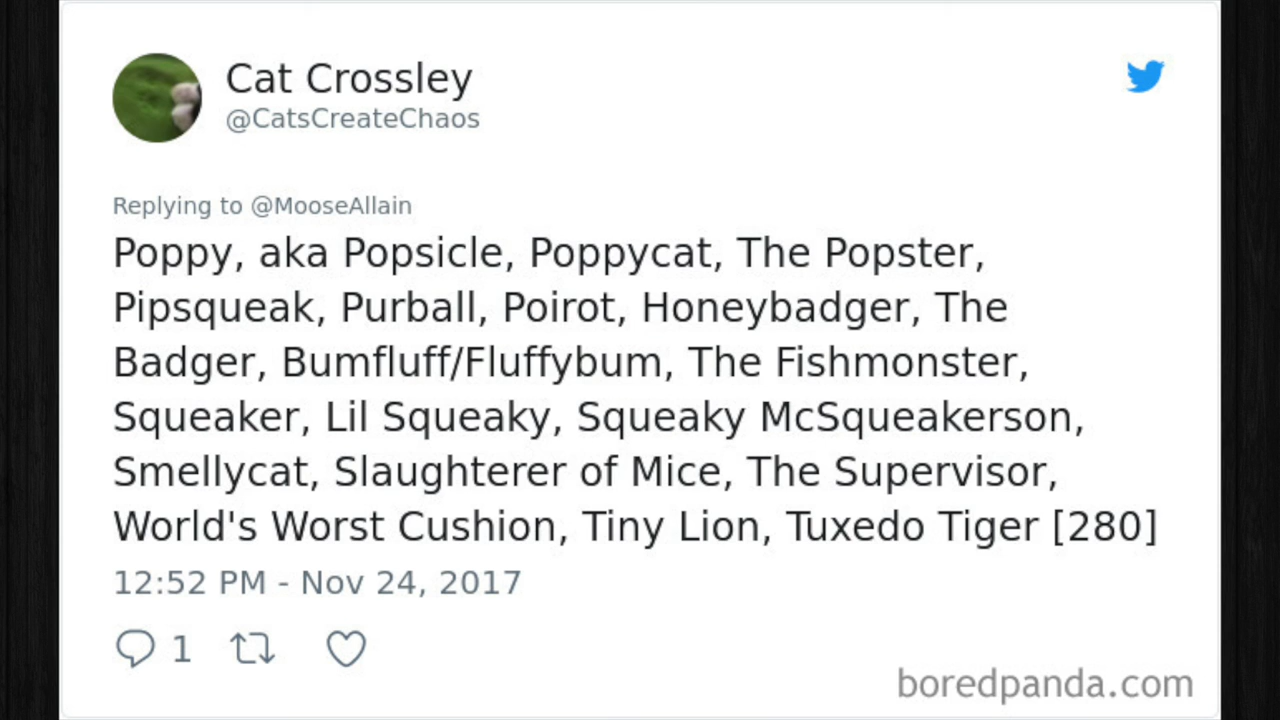 Cat Crossley
@CatsCreateChaos
Replying to @MooseAllain
Poppy, aka Popsicle, Poppycat, The Popster,
Pipsqueak, Purball, Poirot, Honeybadger, The
Badger, Bumfluff/Fluffybum, The Fishmonster,
Squeaker, Lil Squeaky, Squeaky McSqueakerson,
Smellycat, Slaughterer of Mice, The Supervisor,
World's Worst Cushion, Tiny Lion, Tuxedo Tiger [280]
12:52 PM - Nov 24, 2017
1
boredpanda.com